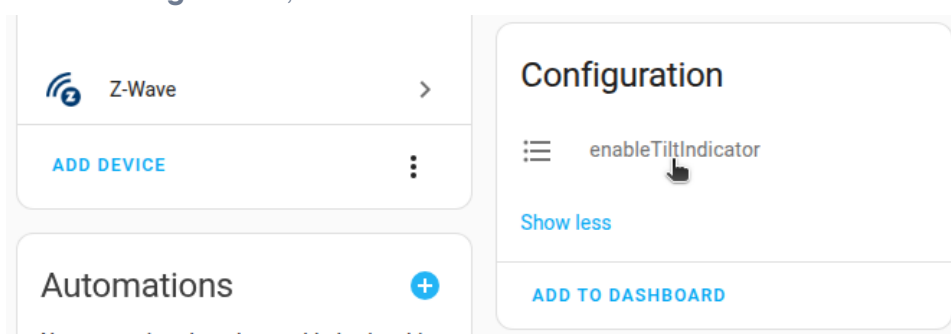 Z-Wave
ADD DEVICE
Automations
Configuration
enableTiltIndicator
Show less
ADD TO DASHBOARD